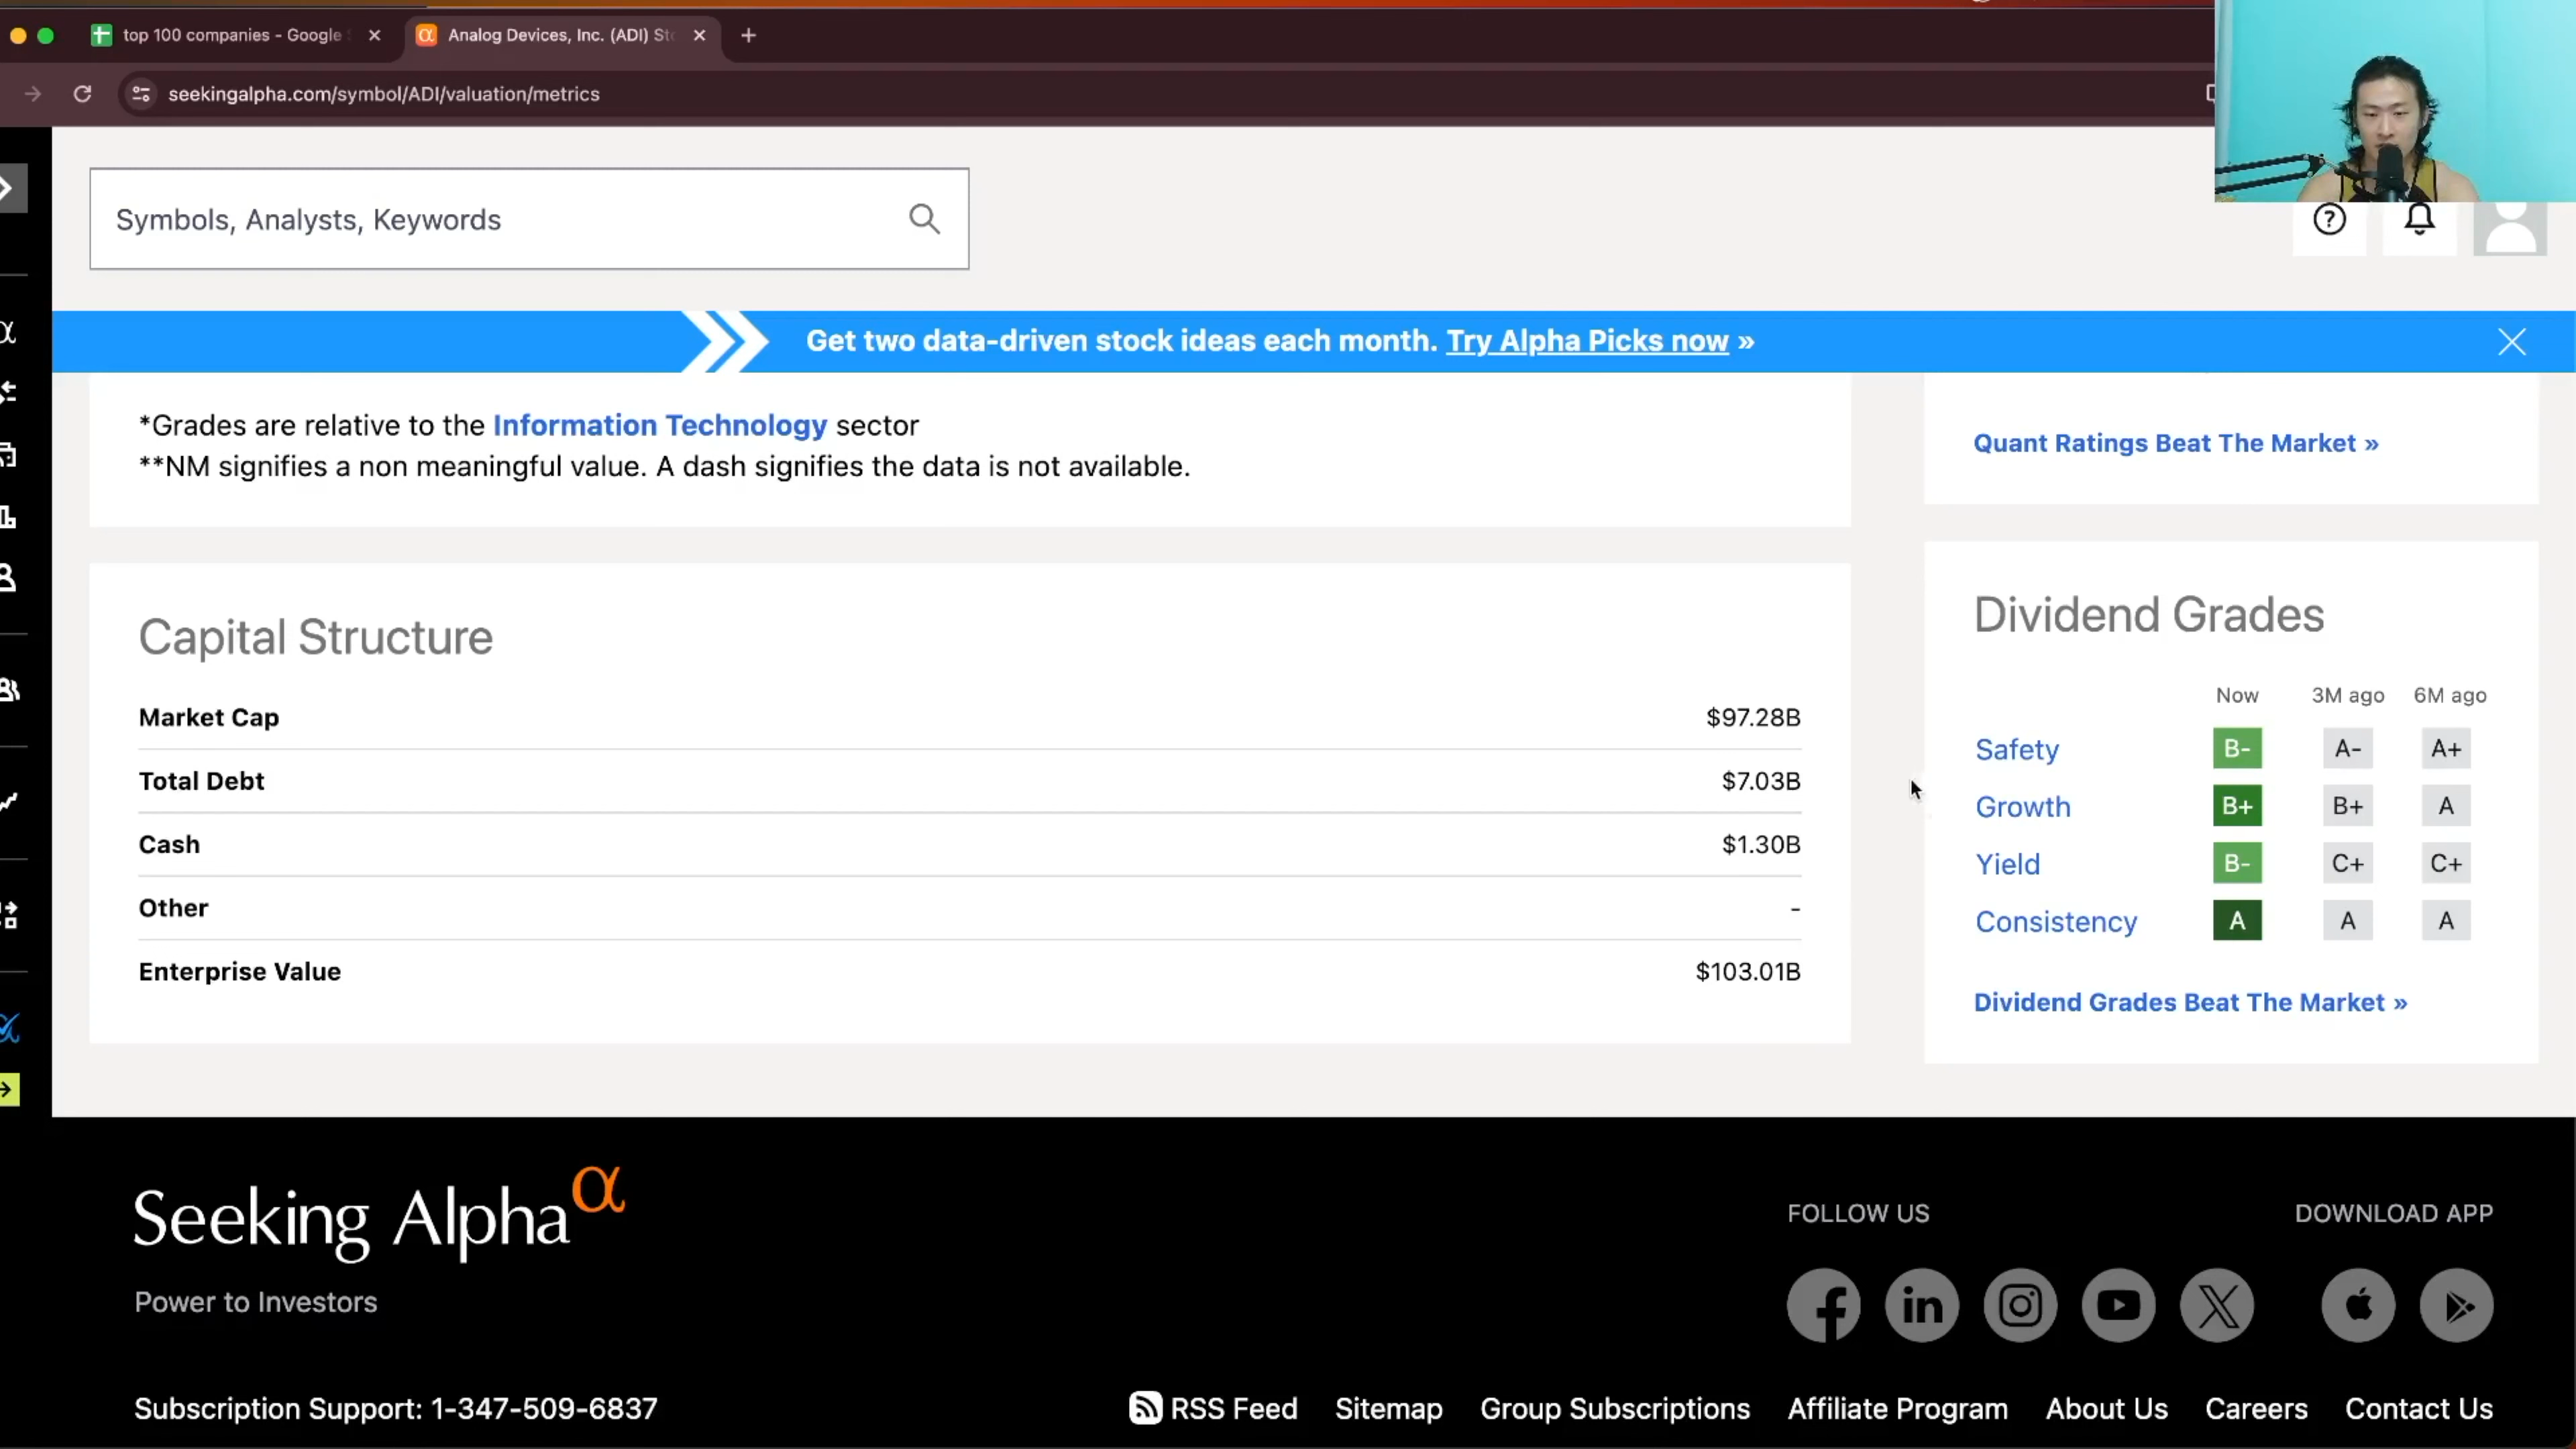 top 100 companies - Google
Analog Devices, Inc. (ADI) St
seekingalpha.com/symbol/ADI/valuation/metrics
Symbols, Analysts, Keywords
Get two data-driven stock ideas each month. Try Alpha Picks now »
*Grades are relative to the Information Technology sector
**NM signifies a non meaningful value. A dash signifies the data is not available.
Quant Ratings Beat The Market »
Capital Structure
Market Cap $97.28B
Total Debt $7.03B
Cash $1.30B
Other -
Enterprise Value $103.01B
Dividend Grades
Now 3M ago 6M ago
Safety B- A- A+
Growth B+ B+ A
Yield B- C+ C+
Consistency A A A
Dividend Grades Beat The Market »
Seeking Alpha α
Power to Investors
FOLLOW US
DOWNLOAD APP
Subscription Support: 1-347-509-6837
RSS Feed Sitemap Group Subscriptions Affiliate Program About Us Careers Contact Us